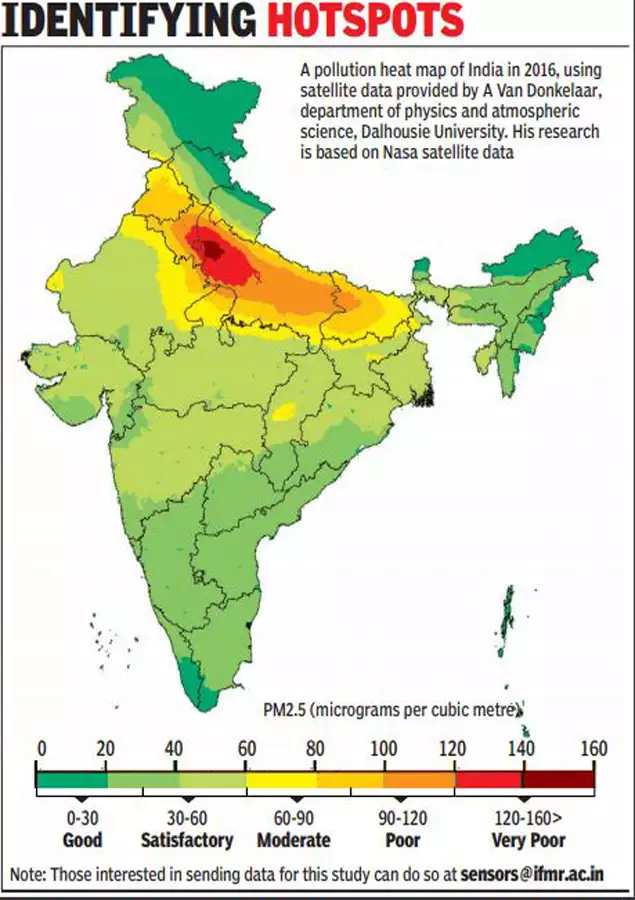 IDENTIFYING HOTSPOTS
A pollution heat map of India in 2016, using
satellite data provided by A Van Donkelaar,
department of physics and atmospheric
science, Dalhousie University. His research
is based on Nasa satellite data
PM2.5 (micrograms per cubic metre)
0 20 40 60 80 100 120 140 160
0-30 30-60 60-90 90-120 120-160>
Good Satisfactory Moderate Poor Very Poor
Note: Those interested in sending data for this study can do so at sensors@ifmr.ac.in